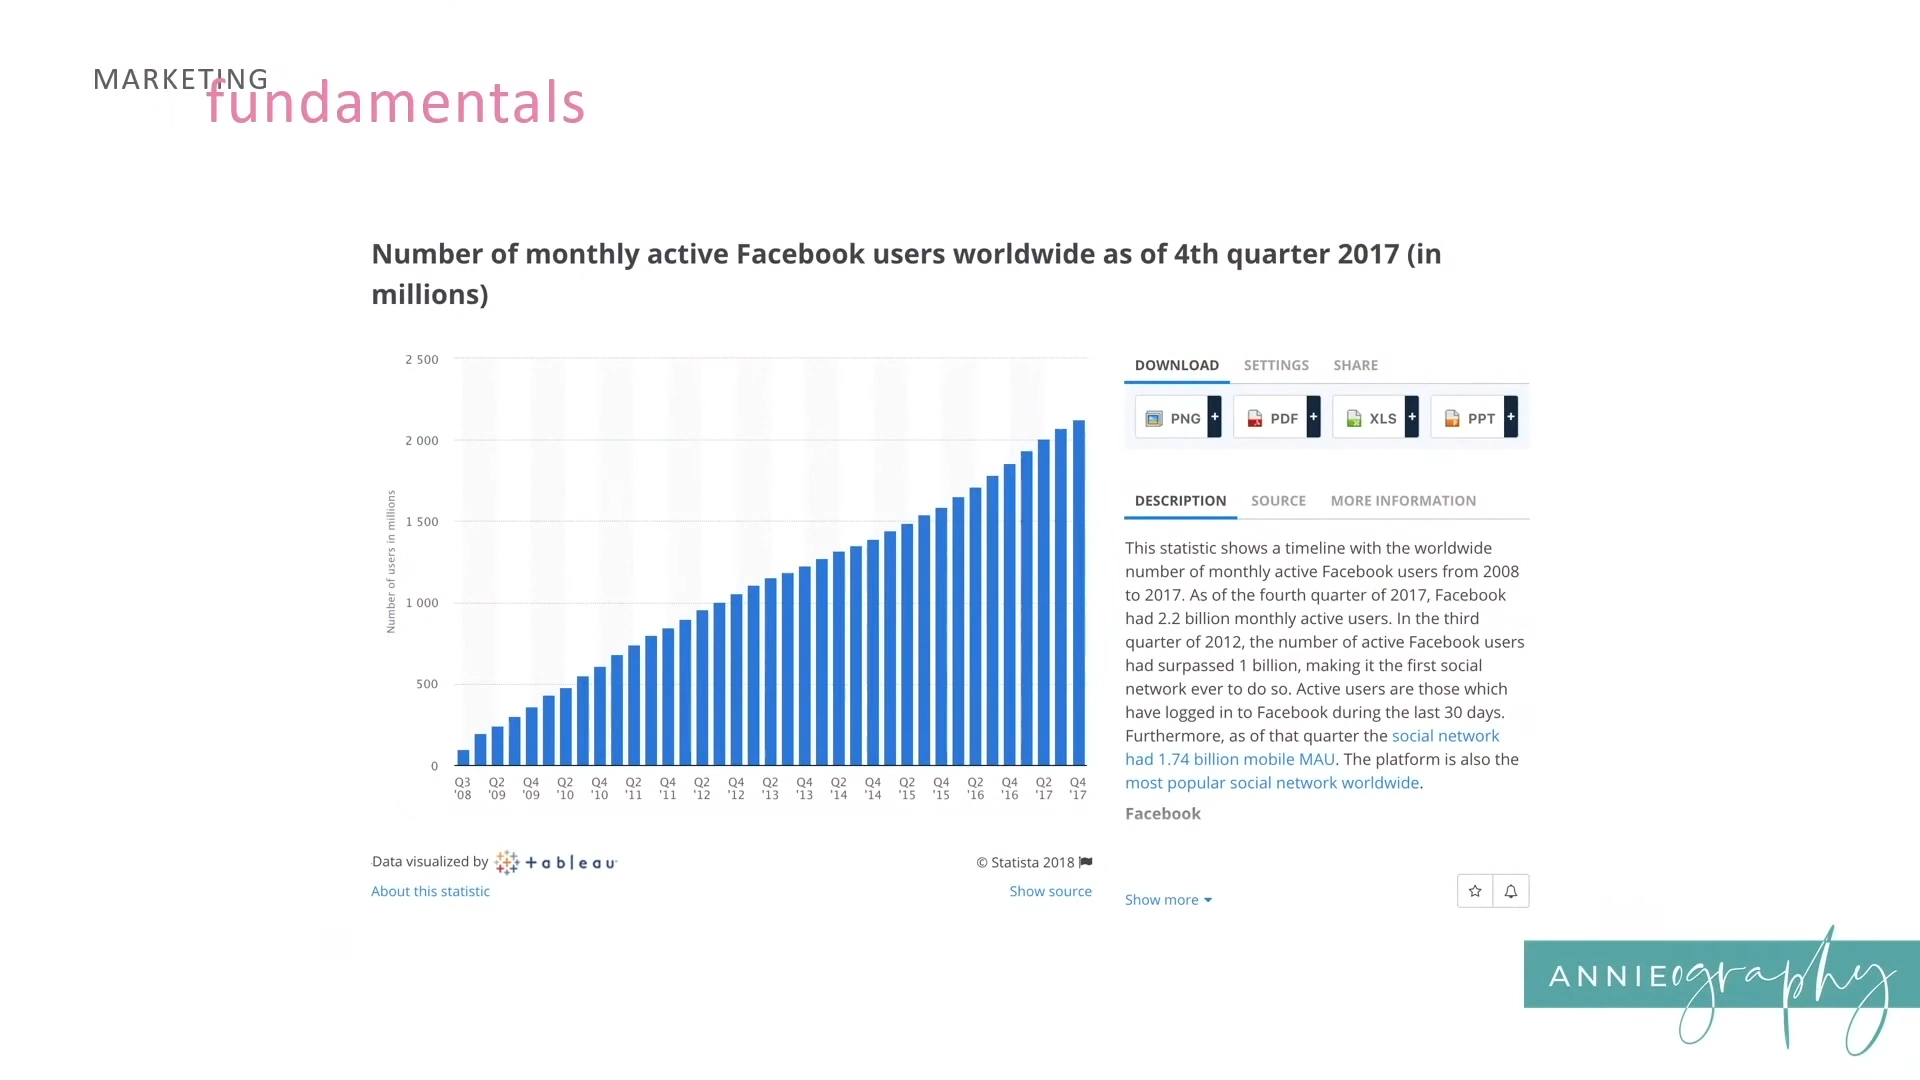 MARKETING
fundamentals
Number of monthly active Facebook users worldwide as of 4th quarter 2017 (in
millions)
Number of users in millions
2 500
2 000
1 500
1 000
500
0
Q3 Q2 Q4 Q2 Q4 Q2 Q4 Q2 Q4 Q2 Q4 Q2 Q4 Q2 Q4 Q2 Q4 Q2 Q4
'08 '09 '09 '10 '10 '11 '11 '12 '12 '13 '13 '14 '14 '15 '15 '16 '16 '17 '17
Data visualized by +ableau
© Statista 2018
About this statistic
Show source
DOWNLOAD SETTINGS SHARE
PNG + PDF + XLS + PPT +
DESCRIPTION SOURCE MORE INFORMATION
This statistic shows a timeline with the worldwide
number of monthly active Facebook users from 2008
to 2017. As of the fourth quarter of 2017, Facebook
had 2.2 billion monthly active users. In the third
quarter of 2012, the number of active Facebook users
had surpassed 1 billion, making it the first social
network ever to do so. Active users are those which
have logged in to Facebook during the last 30 days.
Furthermore, as of that quarter the social network
had 1.74 billion mobile MAU. The platform is also the
most popular social network worldwide.
Facebook
Show more
ANNIEography